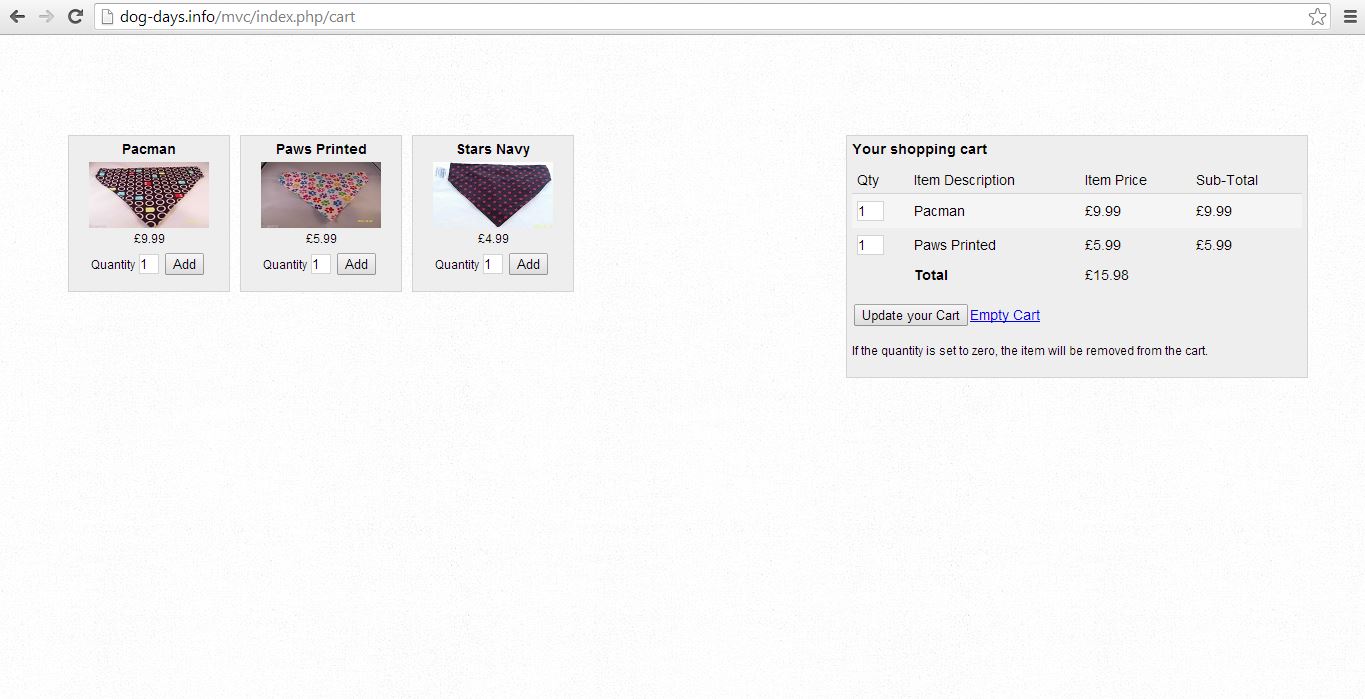 dog-days.info/mvc/index.php/cart
Pacman
£9.99
Quantity 1 Add
Paws Printed
£5.99
Quantity 1 Add
Stars Navy
£4.99
Quantity 1 Add
Your shopping cart
Qty Item Description Item Price Sub-Total
1 Pacman £9.99 £9.99
1 Paws Printed £5.99 £5.99
Total £15.98
Update your Cart Empty Cart
If the quantity is set to zero, the item will be removed from the cart.